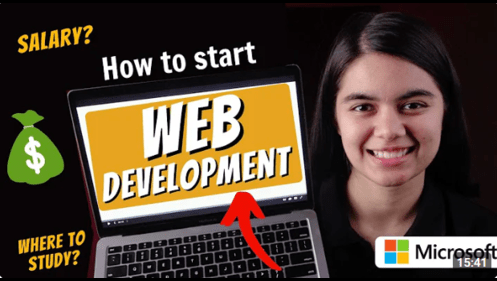 SALARY?
How to start
WEB
DEVELOPMENT
$
WHERE TO
STUDY?
Microsoft
15:41